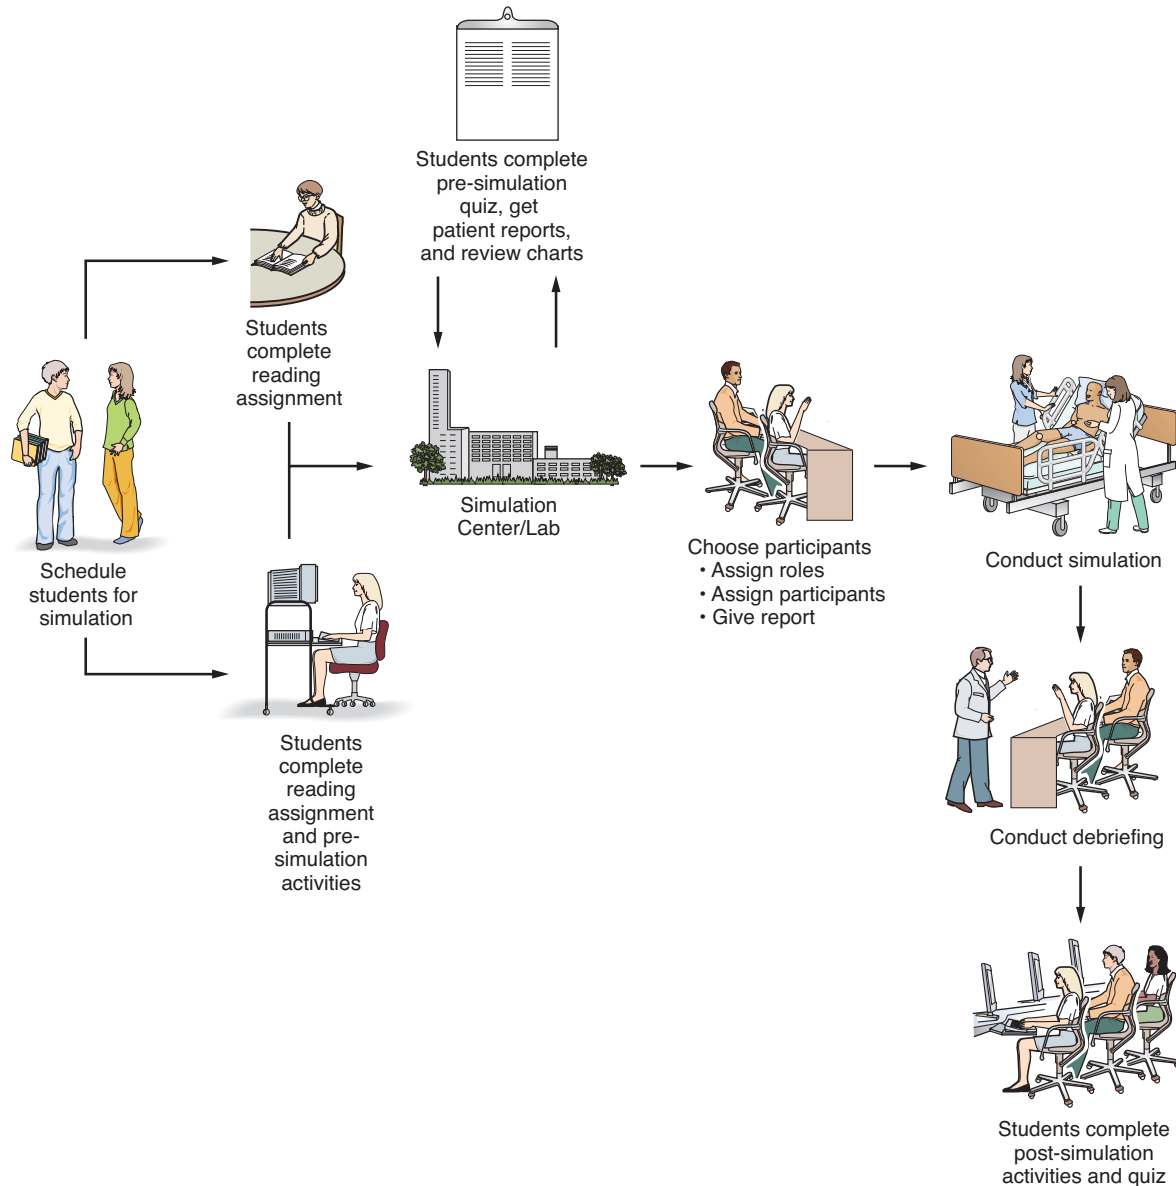 Students complete
pre-simulation
quiz, get
patient reports,
and review charts
Students
complete
reading
assignment
Schedule
students for
simulation
Simulation
Center/Lab
Choose participants
• Assign roles
• Assign participants
• Give report
Conduct simulation
Students
complete
reading
assignment
and pre-
simulation
activities
Conduct debriefing
Students complete
post-simulation
activities and quiz